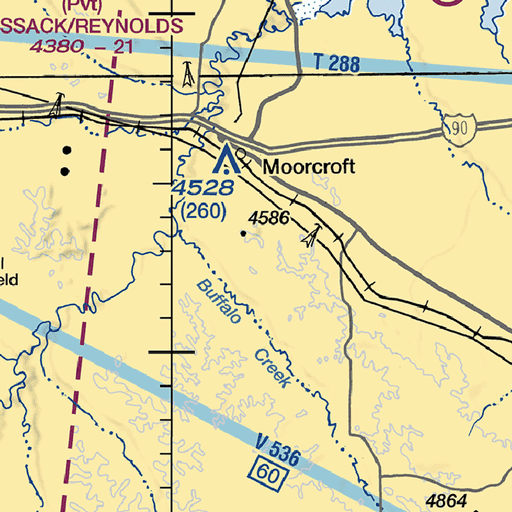 (Pvt)
SSACK/REYNOLDS
4380 - 21
T 288
90
Moorcroft
4528
(260)
4586
l
eld
Buffalo
Creek
V 536
60
4864